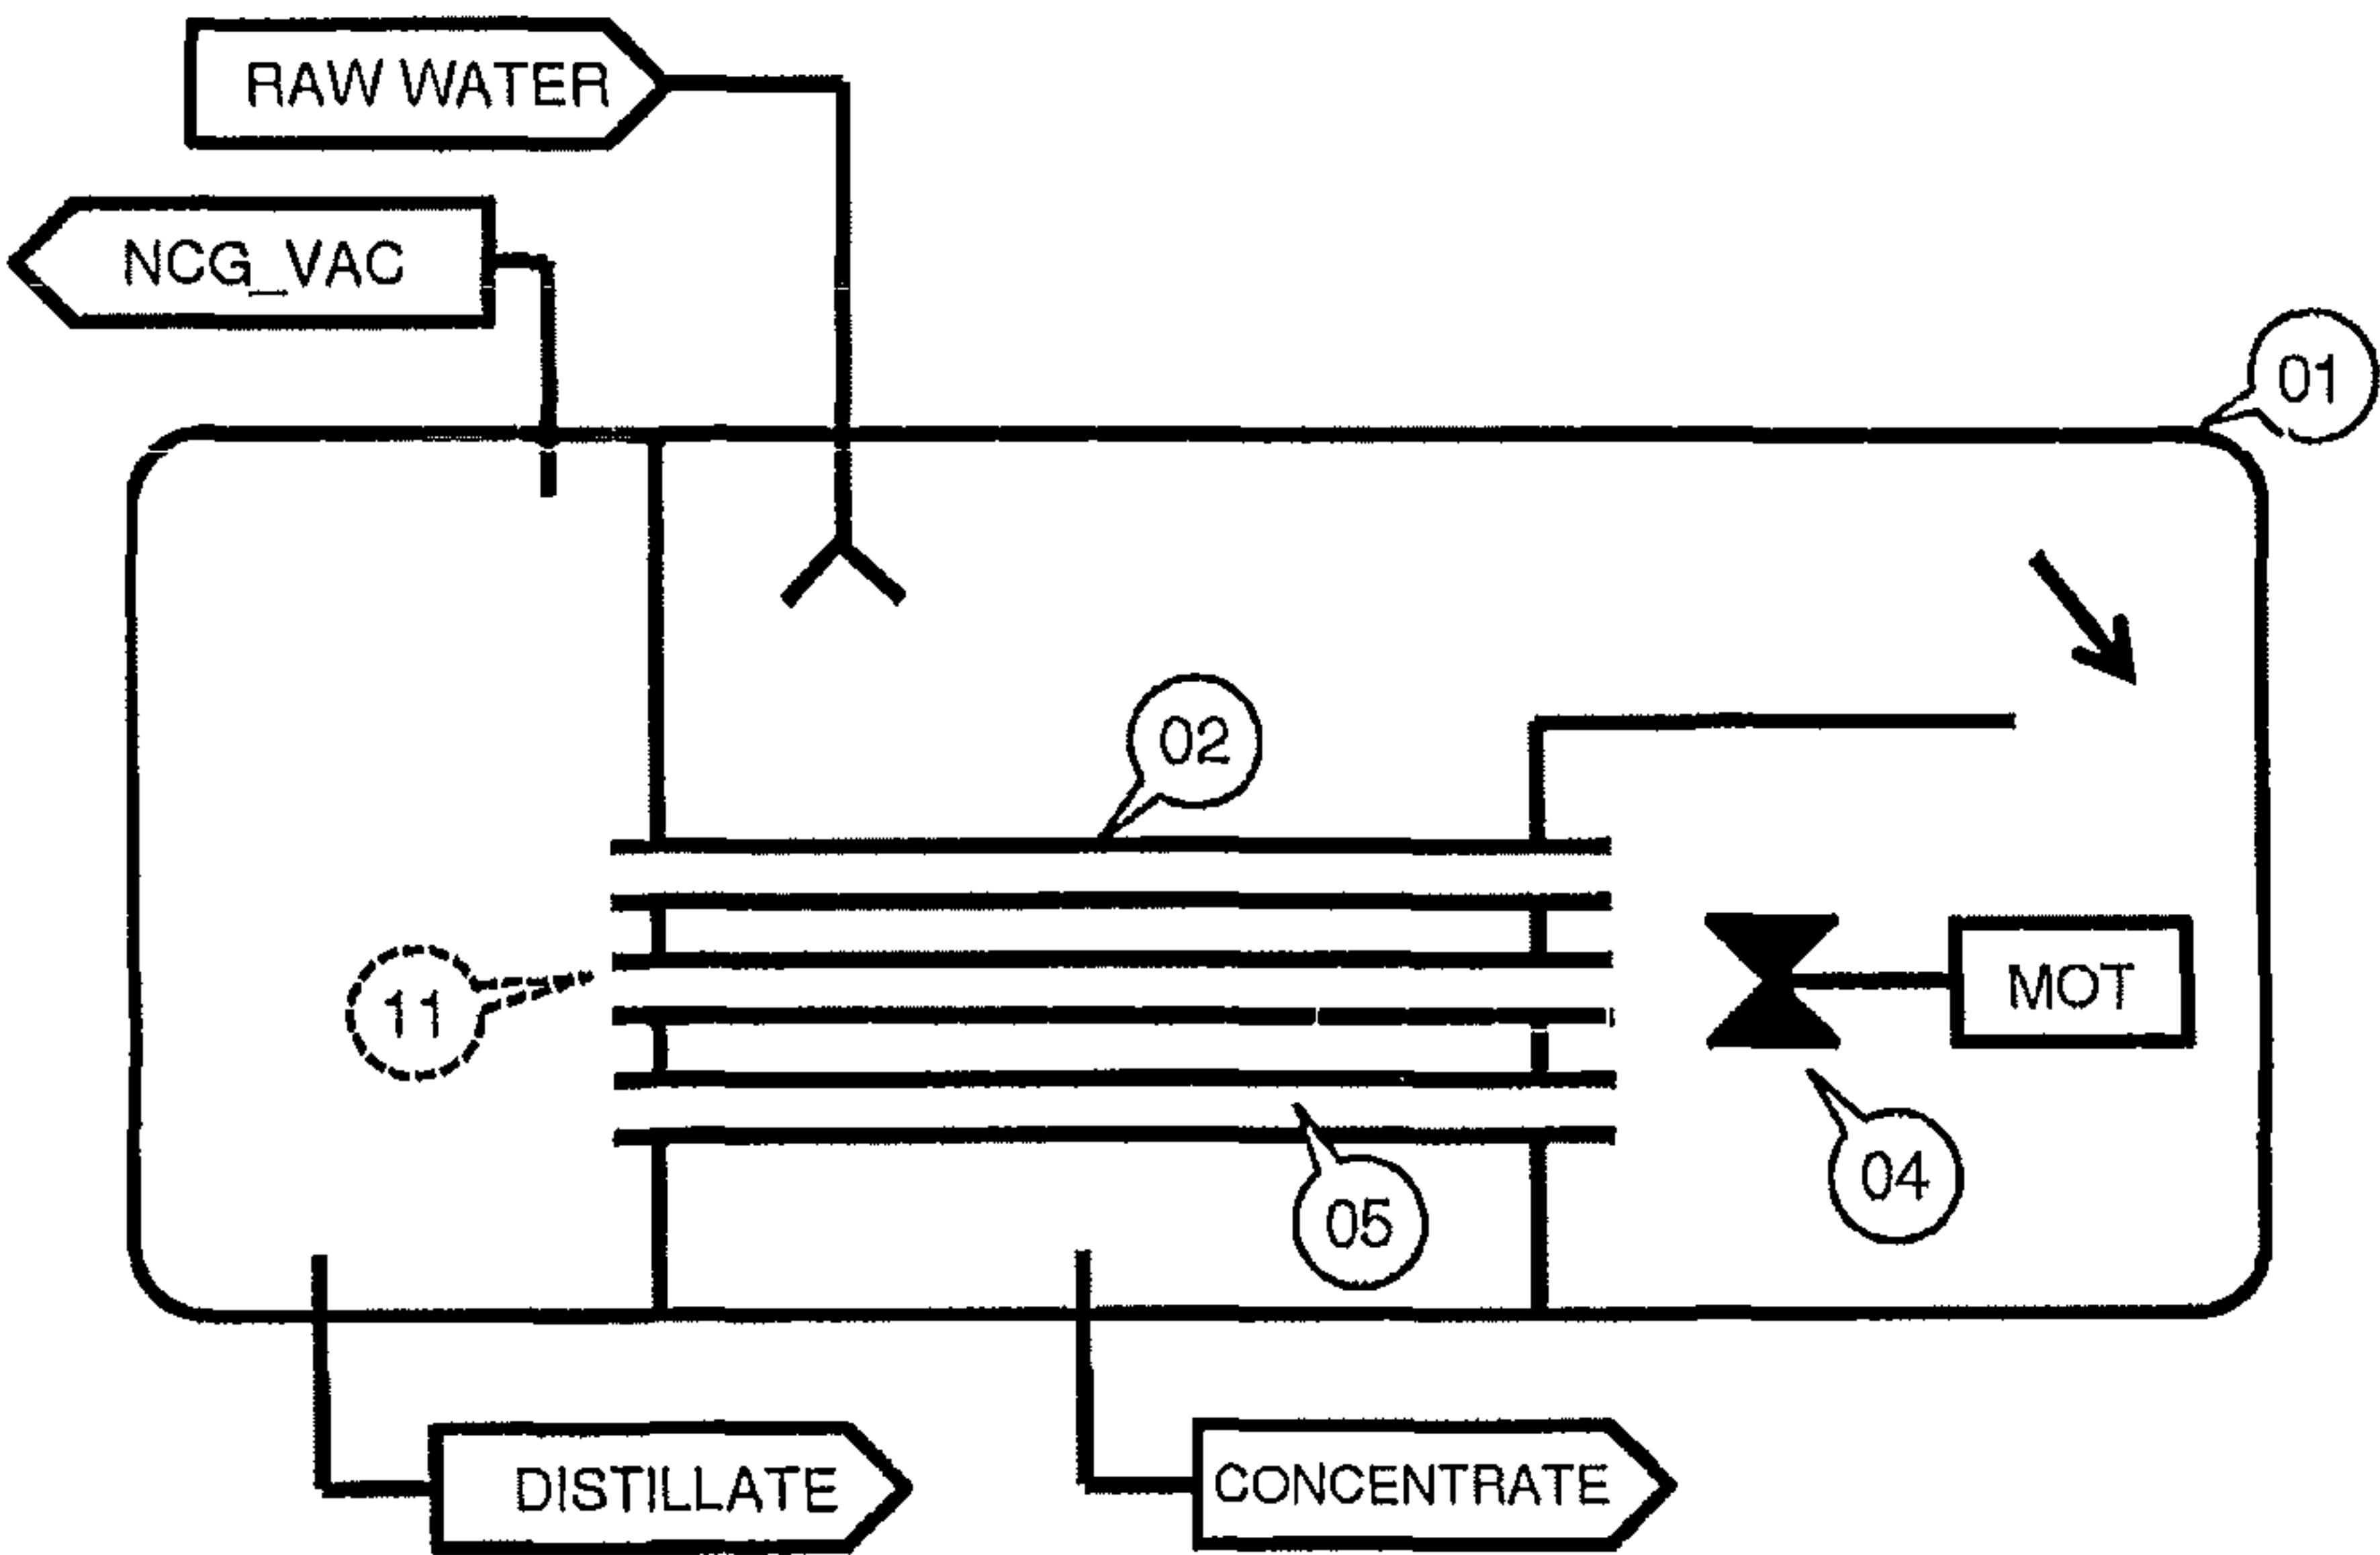 RAW WATER
NCG_VAC
01
02
11
MOT
04
05
DISTILLATE
CONCENTRATE